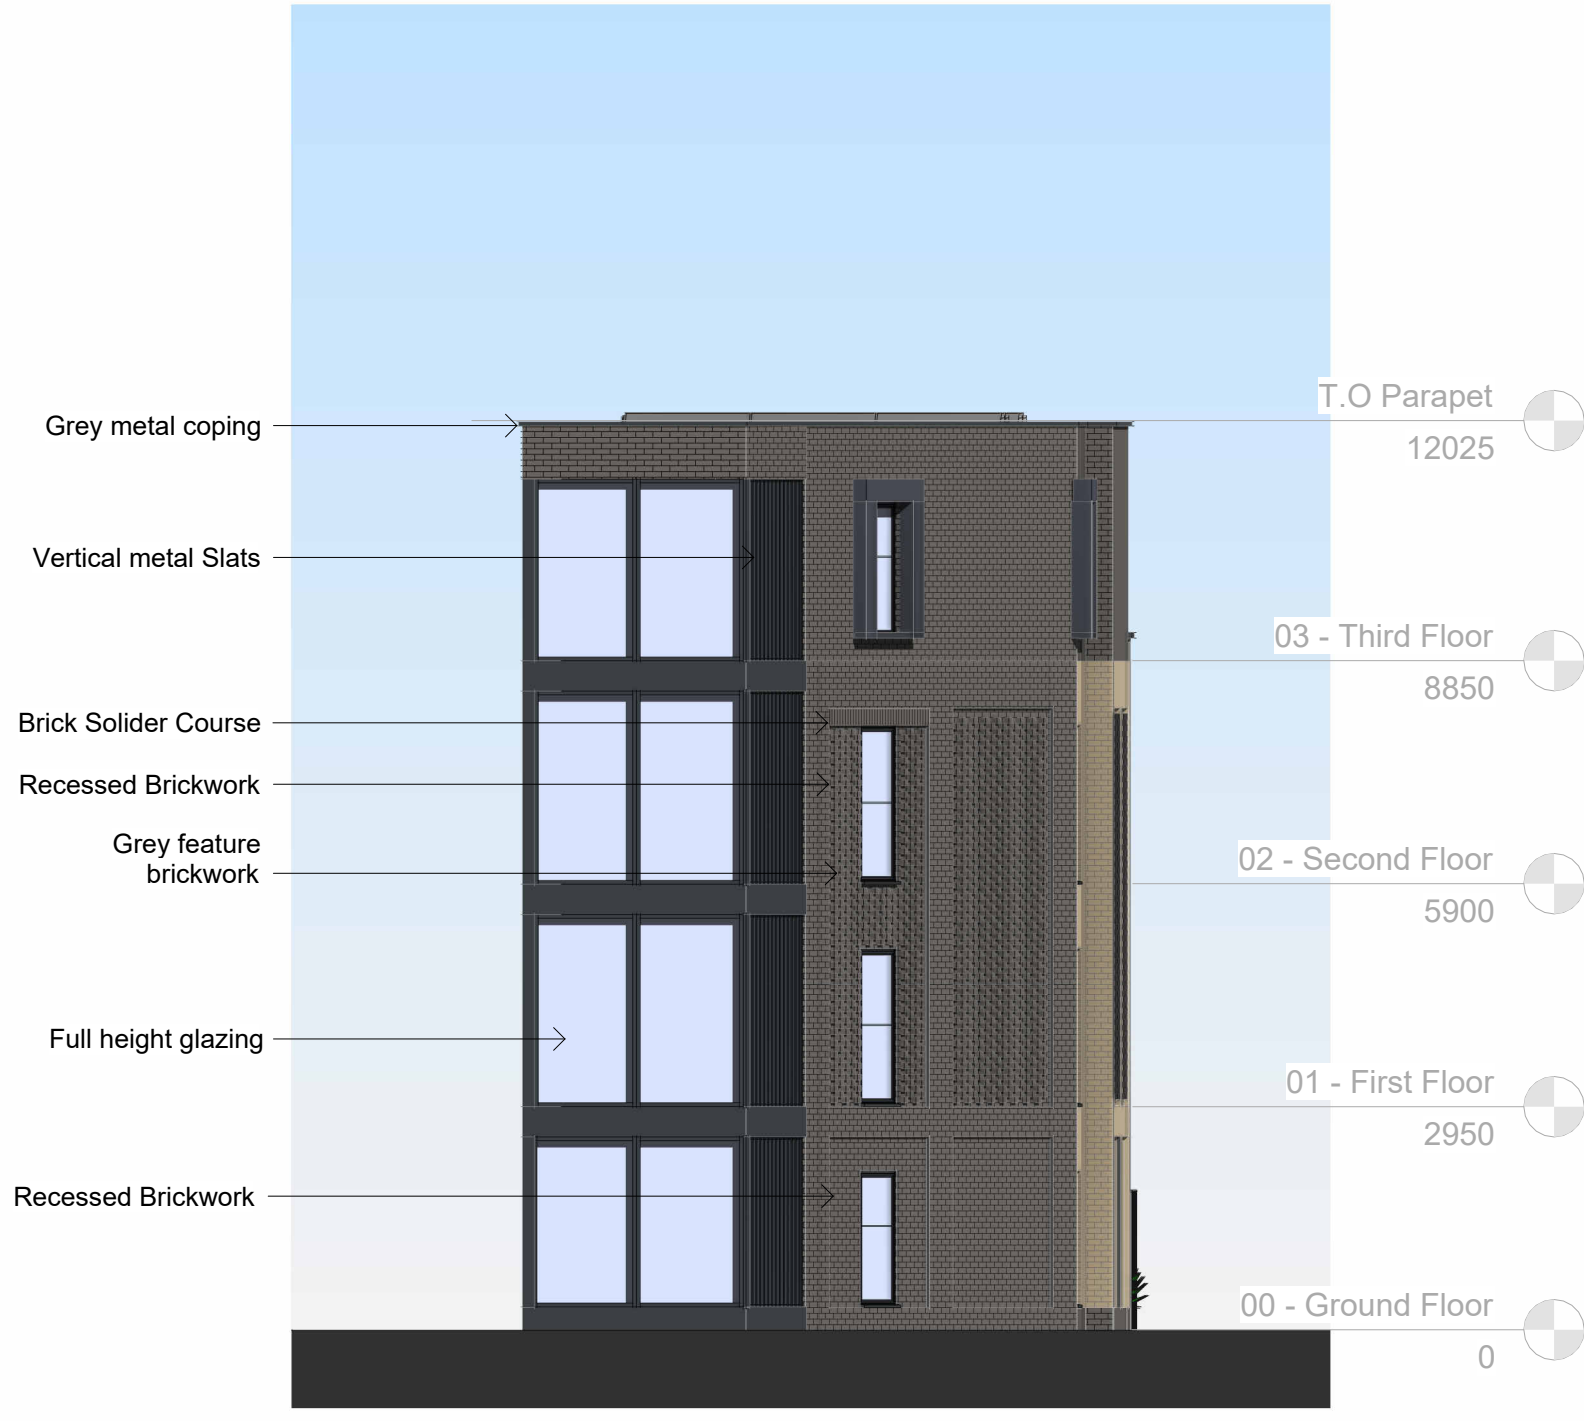 Grey metal coping
Vertical metal Slats
Brick Solider Course
Recessed Brickwork
Grey feature
brickwork
Full height glazing
Recessed Brickwork
T.O Parapet
12025
03 - Third Floor
8850
02 - Second Floor
5900
01 - First Floor
2950
00 - Ground Floor
0